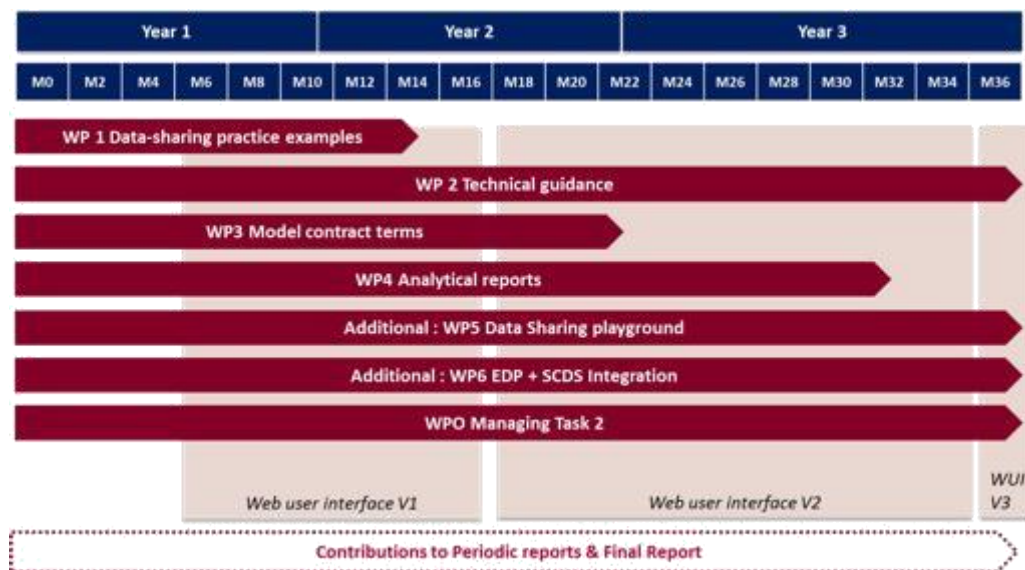 Year 1 Year 2 Year 3
M0 M2 M4 M6 M8 M10 M12 M14 M16 M18 M20 M22 M24 M26 M28 M30 M32 M34 M36
WP 1 Data-sharing practice examples
WP 2 Technical guidance
WP3 Model contract terms
WP4 Analytical reports
Additional : WP5 Data Sharing playground
Additional : WP6 EDP + SCDS Integration
WPO Managing Task 2
Web user interface V1
Web user interface V2
WUI
V3
Contributions to Periodic reports & Final Report